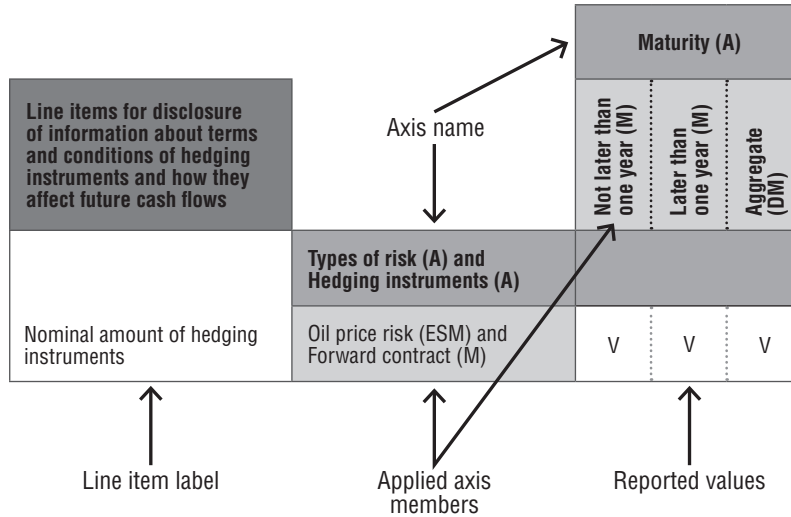 Maturity (A)
Line items for disclosure
of information about terms
and conditions of hedging
instruments and how they
affect future cash flows
Axis name
Not later than
one year (M)
Later than
one year (M)
Aggregate
(DM)
Types of risk (A) and
Hedging instruments (A)
Nominal amount of hedging
instruments
Oil price risk (ESM) and
Forward contract (M)
V V V
Line item label
Applied axis
members
Reported values